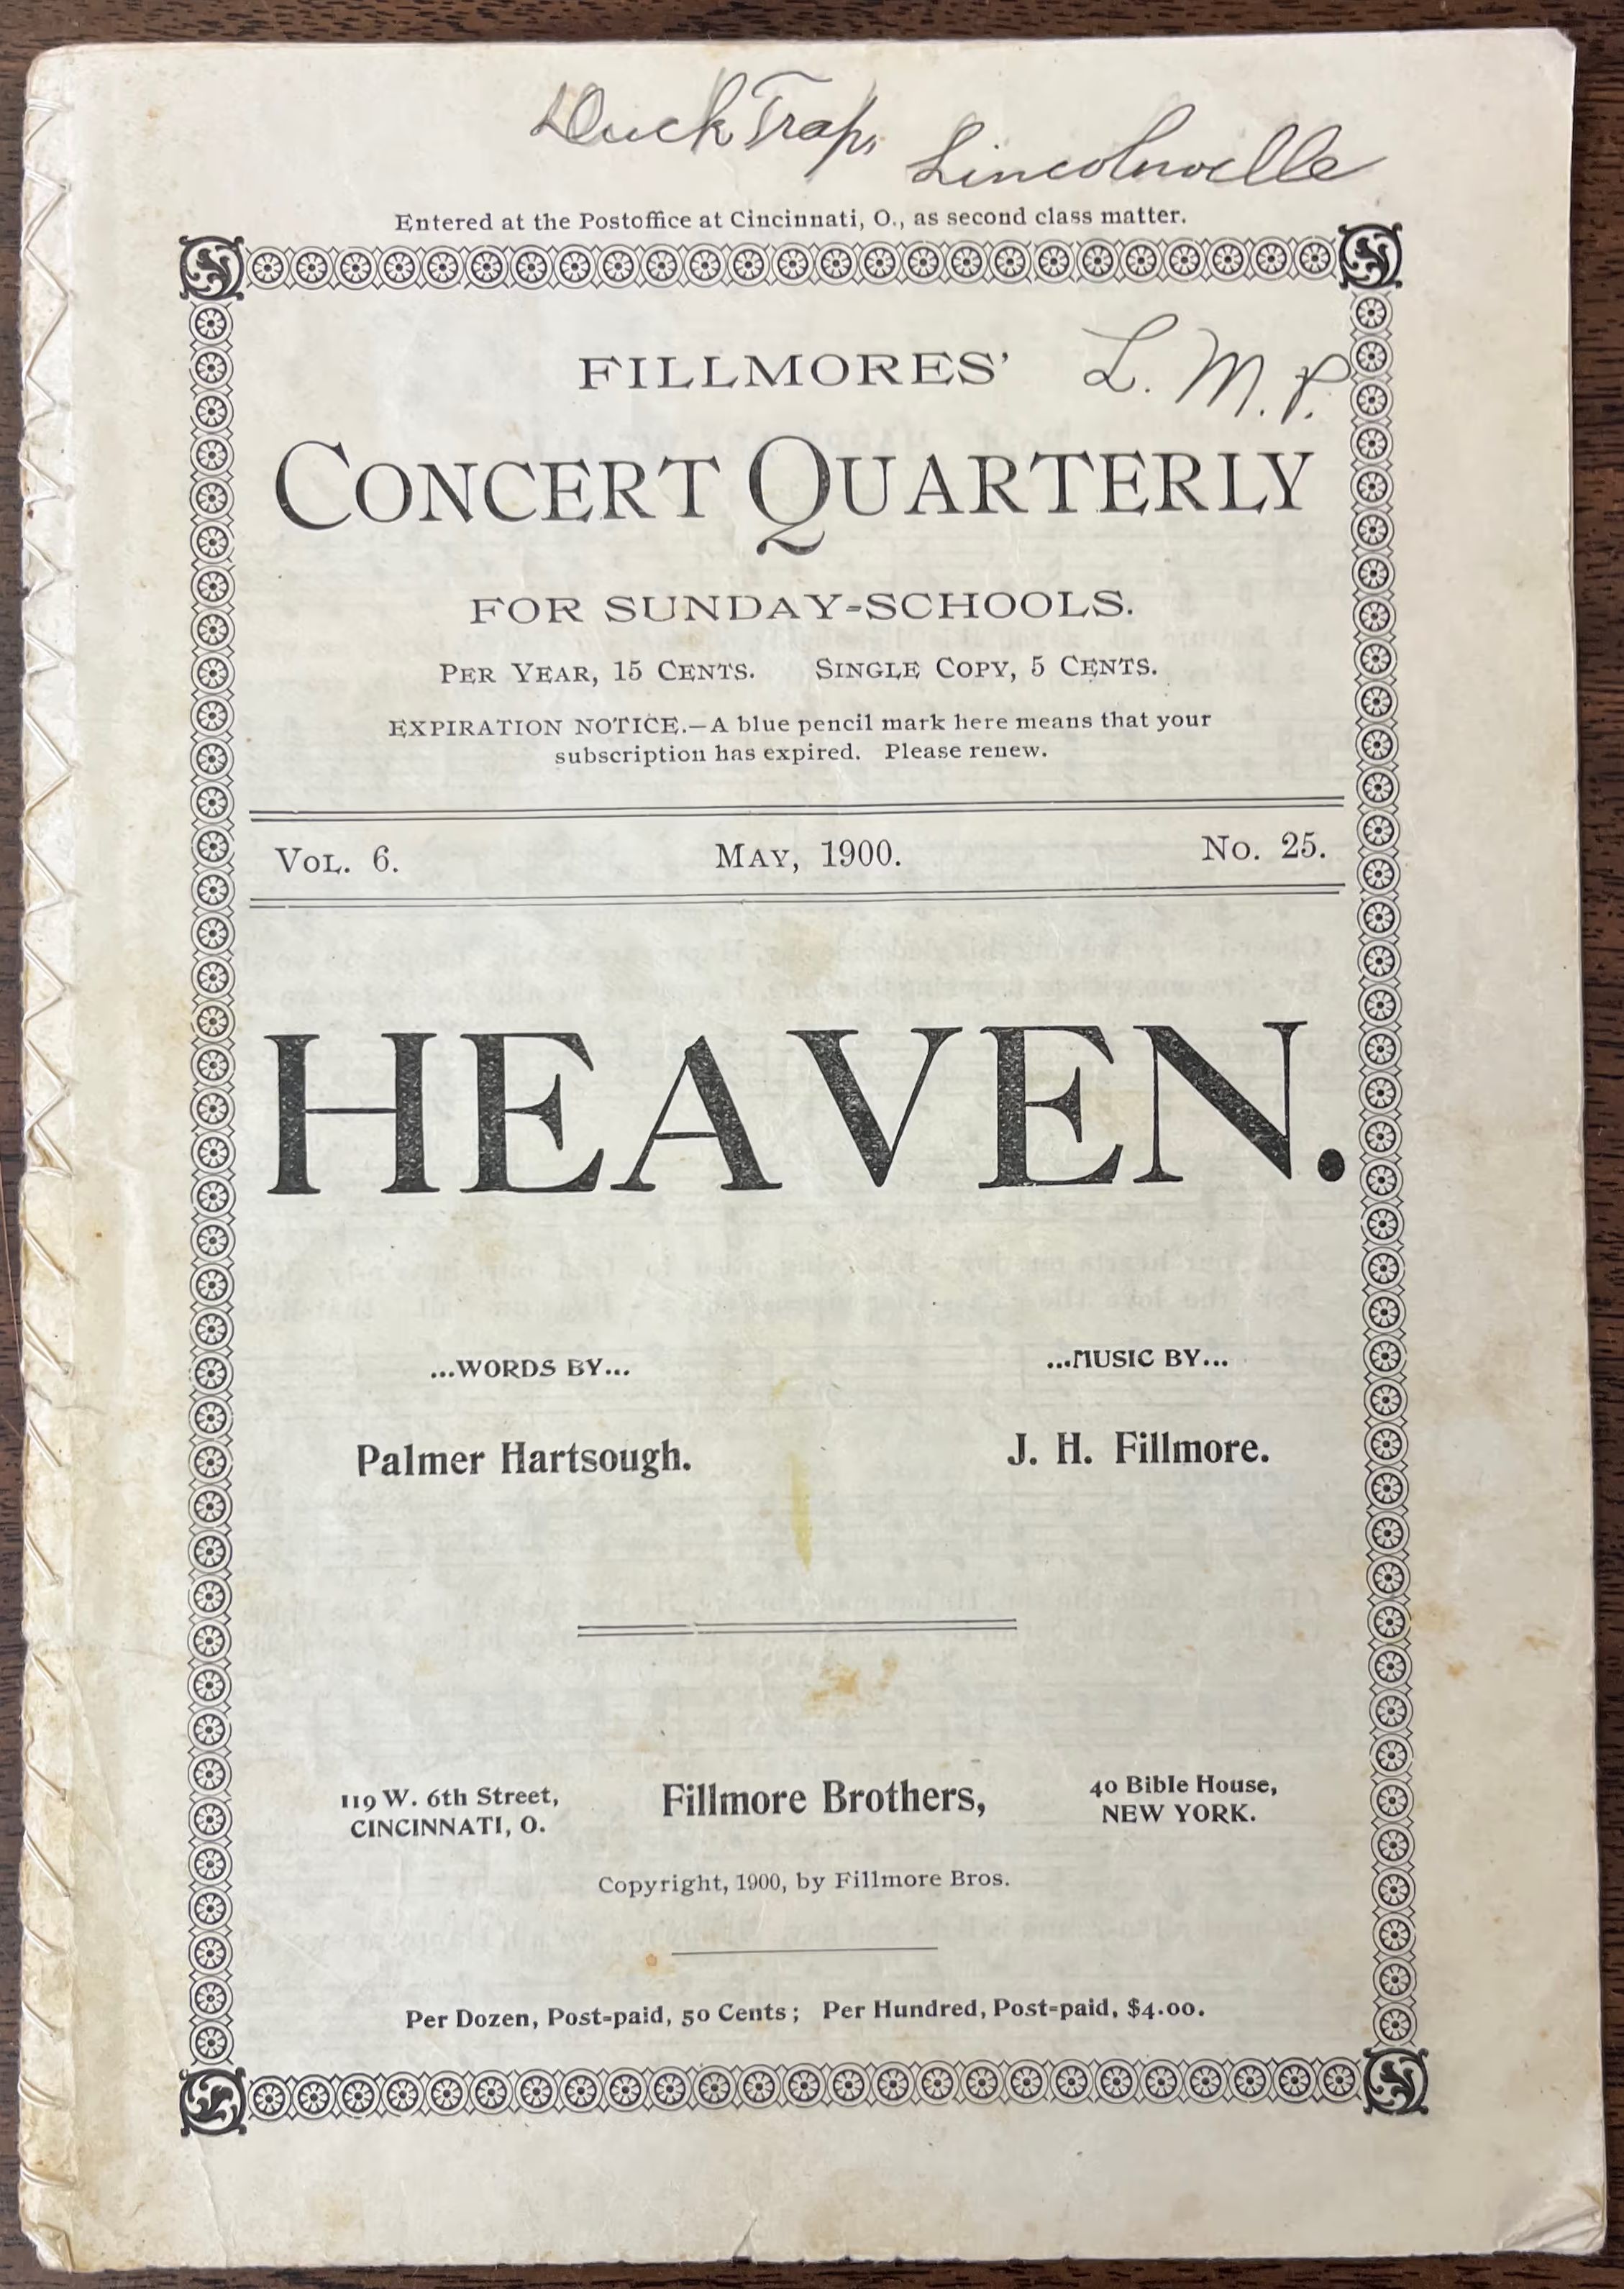 Duck Trap, Lincolnville
Entered at the Postoffice at Cincinnati, O., as second class matter.
FILLMORES' L. M. P.
CONCERT QUARTERLY
FOR SUNDAY-SCHOOLS.
PER YEAR, 15 CENTS. SINGLE COPY, 5 CENTS.
EXPIRATION NOTICE.—A blue pencil mark here means that your
subscription has expired. Please renew.
VOL. 6. MAY, 1900. No. 25.
HEAVEN.
...WORDS BY... ...MUSIC BY...
Palmer Hartsough. J. H. Fillmore.
119 W. 6th Street, Fillmore Brothers, 40 Bible House,
CINCINNATI, O. NEW YORK.
Copyright, 1900, by Fillmore Bros.
Per Dozen, Post-paid, 50 Cents; Per Hundred, Post-paid, $4.00.